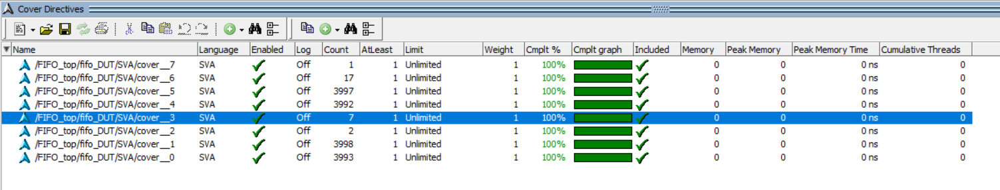 Cover Directives
Name Language Enabled Log Count AtLeast Limit Weight Cmplt % Cmplt graph Included Memory Peak Memory Peak Memory Time Cumulative Threads
/FIFO_top/fifo_DUT/SVA/cover__7 SVA Off 1 1 Unlimited 1 100% 0 0 0 ns 0
/FIFO_top/fifo_DUT/SVA/cover__6 SVA Off 17 1 Unlimited 1 100% 0 0 0 ns 0
/FIFO_top/fifo_DUT/SVA/cover__5 SVA Off 3997 1 Unlimited 1 100% 0 0 0 ns 0
/FIFO_top/fifo_DUT/SVA/cover__4 SVA Off 3992 1 Unlimited 1 100% 0 0 0 ns 0
/FIFO_top/fifo_DUT/SVA/cover__3 SVA Off 7 1 Unlimited 1 100% 0 0 0 ns 0
/FIFO_top/fifo_DUT/SVA/cover__2 SVA Off 2 1 Unlimited 1 100% 0 0 0 ns 0
/FIFO_top/fifo_DUT/SVA/cover__1 SVA Off 3998 1 Unlimited 1 100% 0 0 0 ns 0
/FIFO_top/fifo_DUT/SVA/cover__0 SVA Off 3993 1 Unlimited 1 100% 0 0 0 ns 0